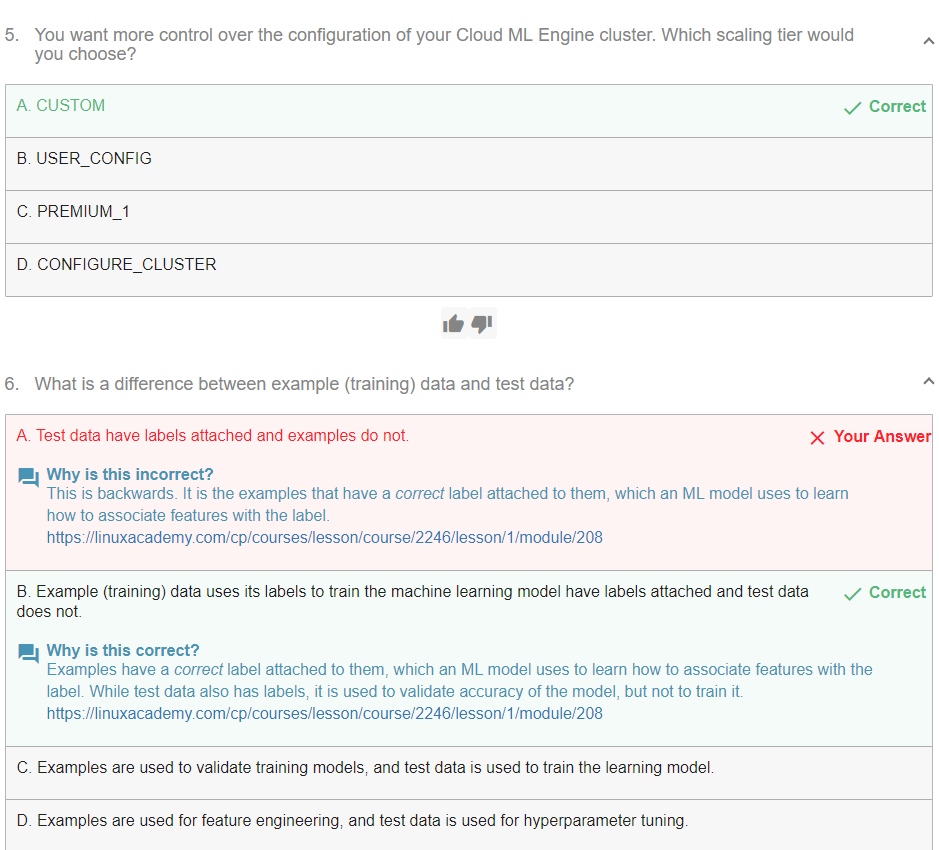 5. You want more control over the configuration of your Cloud ML Engine cluster. Which scaling tier would
you choose?
A. CUSTOM
Correct
B. USER_CONFIG
C. PREMIUM_1
D. CONFIGURE_CLUSTER
6. What is a difference between example (training) data and test data?
A. Test data have labels attached and examples do not.
Your Answer
Why is this incorrect?
This is backwards. It is the examples that have a correct label attached to them, which an ML model uses to learn
how to associate features with the label.
https://linuxacademy.com/cp/courses/lesson/course/2246/lesson/1/module/208
B. Example (training) data uses its labels to train the machine learning model have labels attached and test data
does not.
Correct
Why is this correct?
Examples have a correct label attached to them, which an ML model uses to learn how to associate features with the
label. While test data also has labels, it is used to validate accuracy of the model, but not to train it.
https://linuxacademy.com/cp/courses/lesson/course/2246/lesson/1/module/208
C. Examples are used to validate training models, and test data is used to train the learning model.
D. Examples are used for feature engineering, and test data is used for hyperparameter tuning.